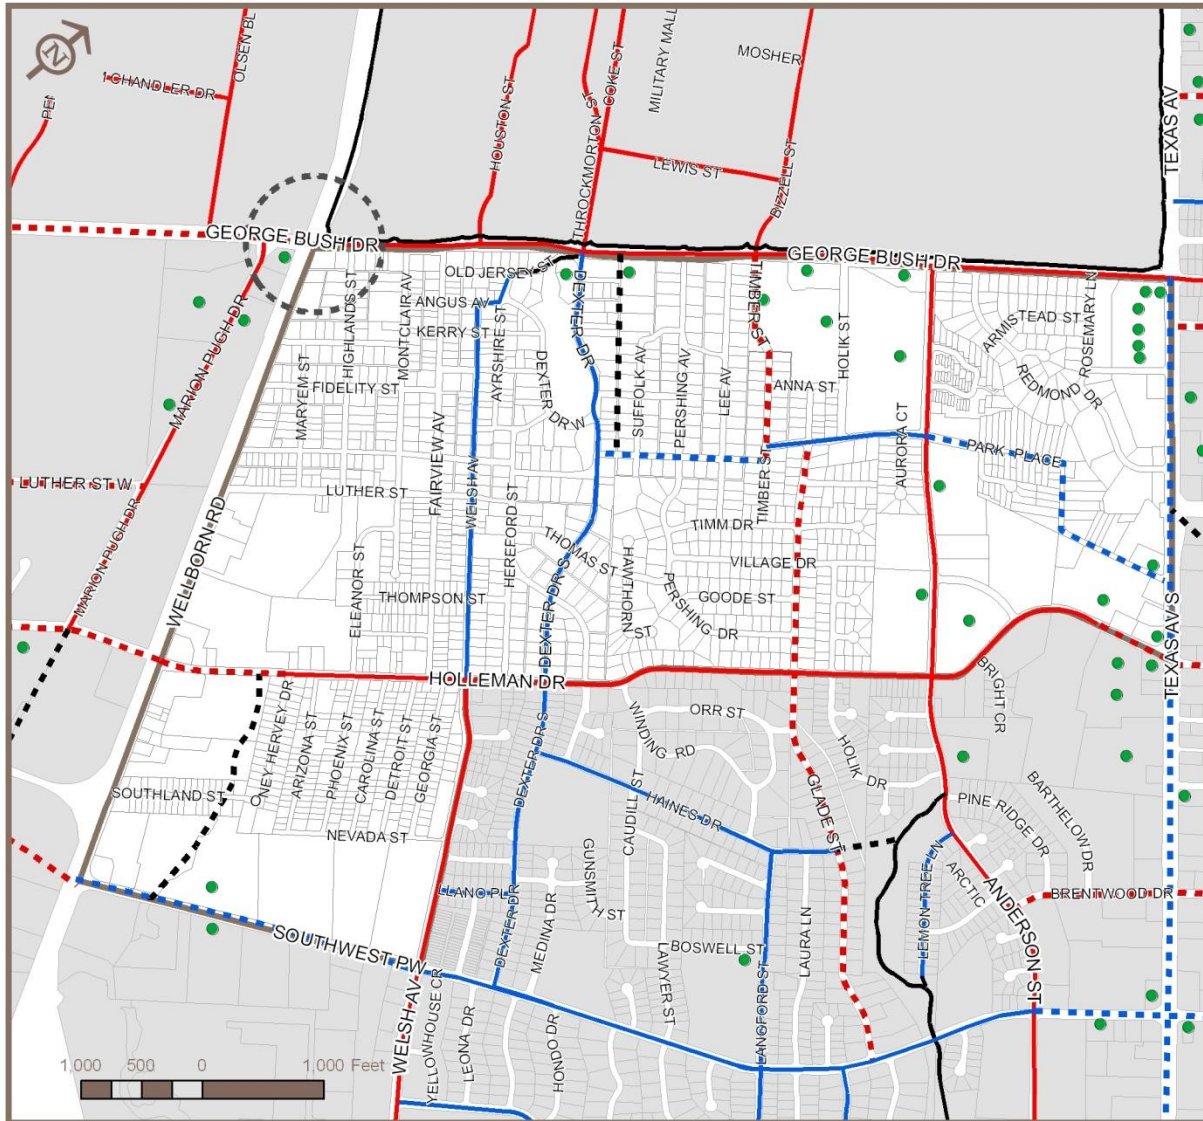 N
PEI
1 CHANDLER DR
OLSEN BL
HOUSTON ST
THROCKMORTON ST
COKE ST
MILITARY MALL
MOSHER
LEWIS ST
BIZZELL ST
TEXAS AV
GEORGE BUSH DR
GEORGE BUSH DR
OLD JERSEY ST
ANGUS AV
KERRY ST
HIGHLANDS ST
MONTCLAIR AV
AYRSHIRE ST
DEXTER DR
DEXTER DR W
TIMBER ST
HOLIK ST
ARMISTEAD ST
ROSEMARY LN
REDMOND DR
MARION PUGH DR
MARYEM ST
FIDELITY ST
FAIRVIEW AV
WELSH AV
SUFFOLK AV
PERSHING AV
LEE AV
ANNA ST
AURORA CT
PARK PLACE
LUTHER ST W
LUTHER ST
HEREFORD ST
TIMBER ST
TIMM DR
VILLAGE DR
GOODE ST
MARION PUGH DR
WELLBORN RD
ELEANOR ST
THOMPSON ST
THOMAS ST
HAWTHORN ST
PERSHING DR
DEXTER DR S
HOLLEMAN DR
TEXAS AV S
BRIGHT CR
ONEY HERVEY DR
ARIZONA ST
PHOENIX ST
CAROLINA ST
DETROIT ST
GEORGIA ST
SOUTHLAND ST
NEVADA ST
DEXTER DR S
WINDING RD
ORR ST
HOLIK DR
HAINES DR
CAUDILL ST
GLADE ST
PINE RIDGE DR
BARTHELOW DR
BRENTWOOD DR
ARCTIC
LEMON TREE LN
ANDERSON ST
LLANO PL
DEXTER DR
MEDINA DR
GUNSMITH ST
BOSWELL ST
LAWYER ST
LANGFORD ST
LAURA LN
SOUTHWEST PW
WELSH AV
YELLOWHOUSE CR
LEONA DR
HONDO DR
1,000 500 0 1,000 Feet